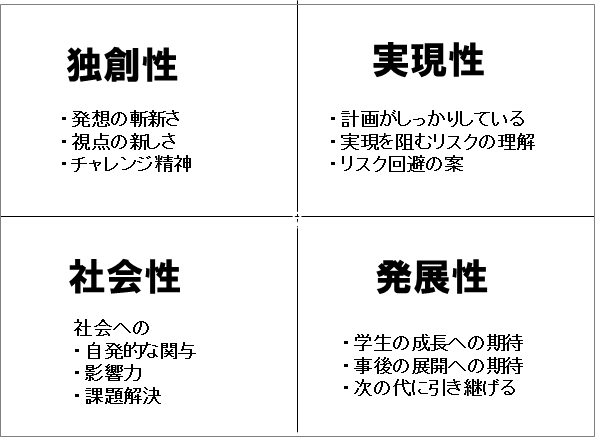 独創性
・発想の斬新さ
・視点の新しさ
・チャレンジ精神
実現性
・計画がしっかりしている
・実現を阻むリスクの理解
・リスク回避の案
社会性
社会への
・自発的な関与
・影響力
・課題解決
発展性
・学生の成長への期待
・事後の展開への期待
・次の代に引き継げる